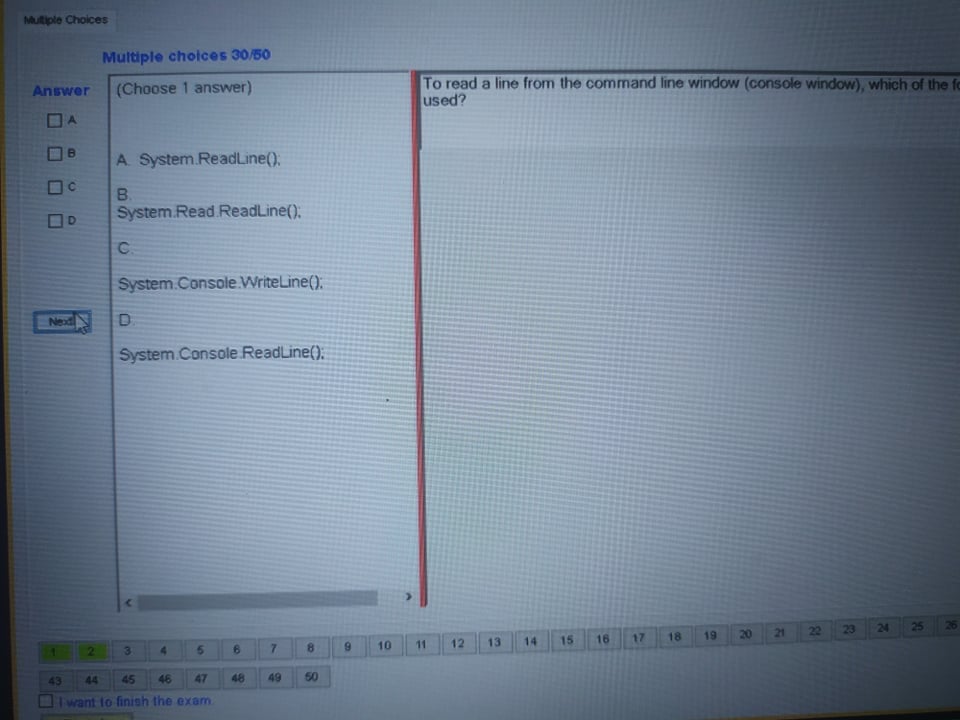 Multiple Choices
Multiple choices 30/50
Answer
A
B
C
D
Next
(Choose 1 answer)
A. System.ReadLine();
B.
System.Read.ReadLine();
C.
System.Console.WriteLine();
D.
System.Console.ReadLine();
To read a line from the command line window (console window), which of the
used?
1 2 3 4 5 6 7 8 9 10 11 12 13 14 15 16 17 18 19 20 21 22 23 24 25 26
43 44 45 46 47 48 49 50
I want to finish the exam.